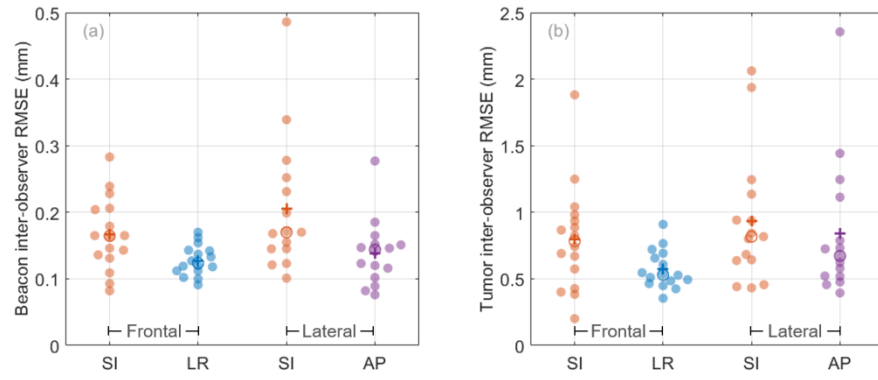 (a)
Beacon inter-observer RMSE (mm)
0.5
0.4
0.3
0.2
0.1
0
Frontal
Lateral
SI
LR
SI
AP
(b)
Tumor inter-observer RMSE (mm)
2.5
2
1.5
1
0.5
0
Frontal
Lateral
SI
LR
SI
AP